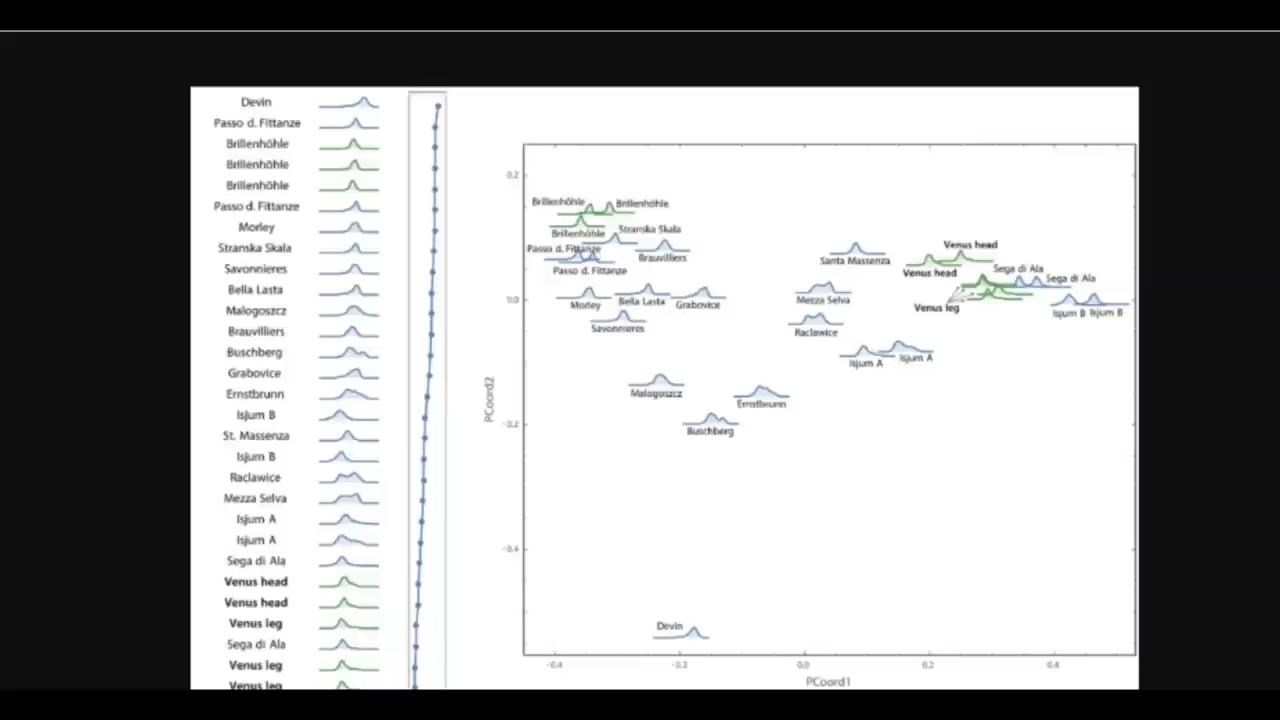 Devin
Passo d. Fittanze
Brillenhöhle
Brillenhöhle
Brillenhöhle
Passo d. Fittanze
Morley
Stranska Skala
Savonnieres
Bella Lasta
Malogoszcz
Brauvilliers
Buschberg
Grabovice
Ernstbrunn
Isjum B
St. Massenza
Isjum B
Raclawice
Mezza Selva
Isjum A
Isjum A
Sega di Ala
Venus head
Venus head
Venus leg
Sega di Ala
Venus leg
Venus leg
0.2
Brillenhöhle
Brillenhöhle
Brillenhöhle
Stranska Skala
Passo d. Fittanze
Brauvilliers
Passo d. Fittanze
Santa Massenza
Venus head
Venus head
Sega di Ala
Sega di Ala
0.0
Morley
Bella Lasta
Grabovice
Mezza Selva
Venus leg
Isjum B
Isjum B
Savonnieres
Raclawice
Isjum A
Isjum A
Malogoszcz
Ernstbrunn
PCoord2
-0.2
Buschberg
-0.4
Devin
-0.4
-0.2
0.0
0.2
0.4
PCoord1